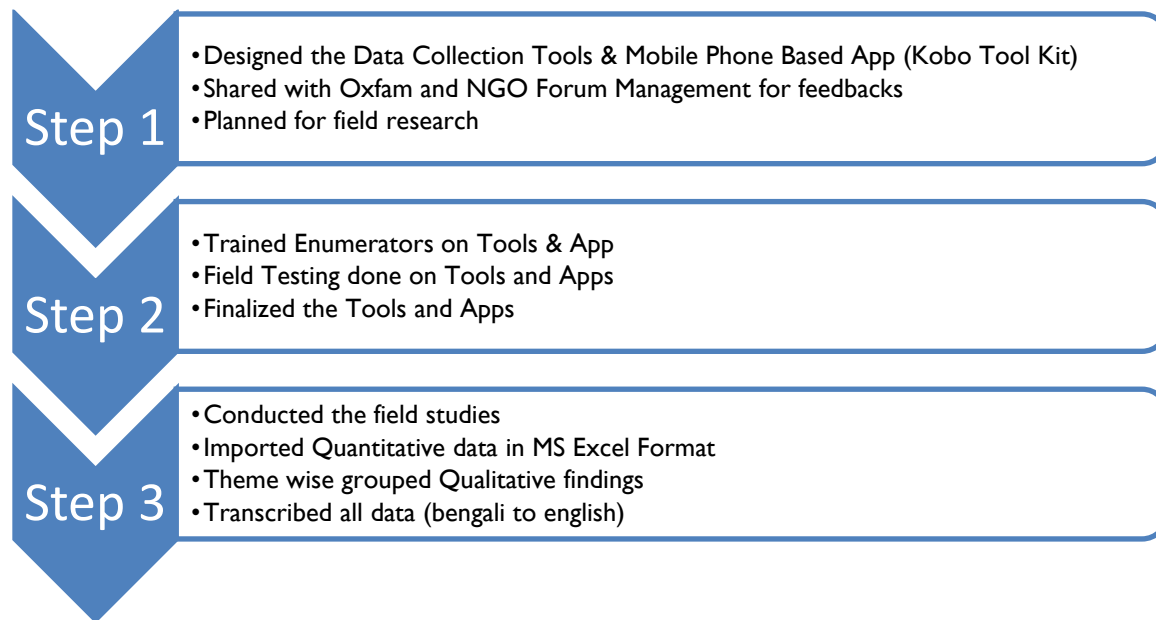 Step 1
•Designed the Data Collection Tools & Mobile Phone Based App (Kobo Tool Kit)
•Shared with Oxfam and NGO Forum Management for feedbacks
•Planned for field research
Step 2
•Trained Enumerators on Tools & App
•Field Testing done on Tools and Apps
•Finalized the Tools and Apps
Step 3
•Conducted the field studies
•Imported Quantitative data in MS Excel Format
•Theme wise grouped Qualitative findings
•Transcribed all data (bengali to english)